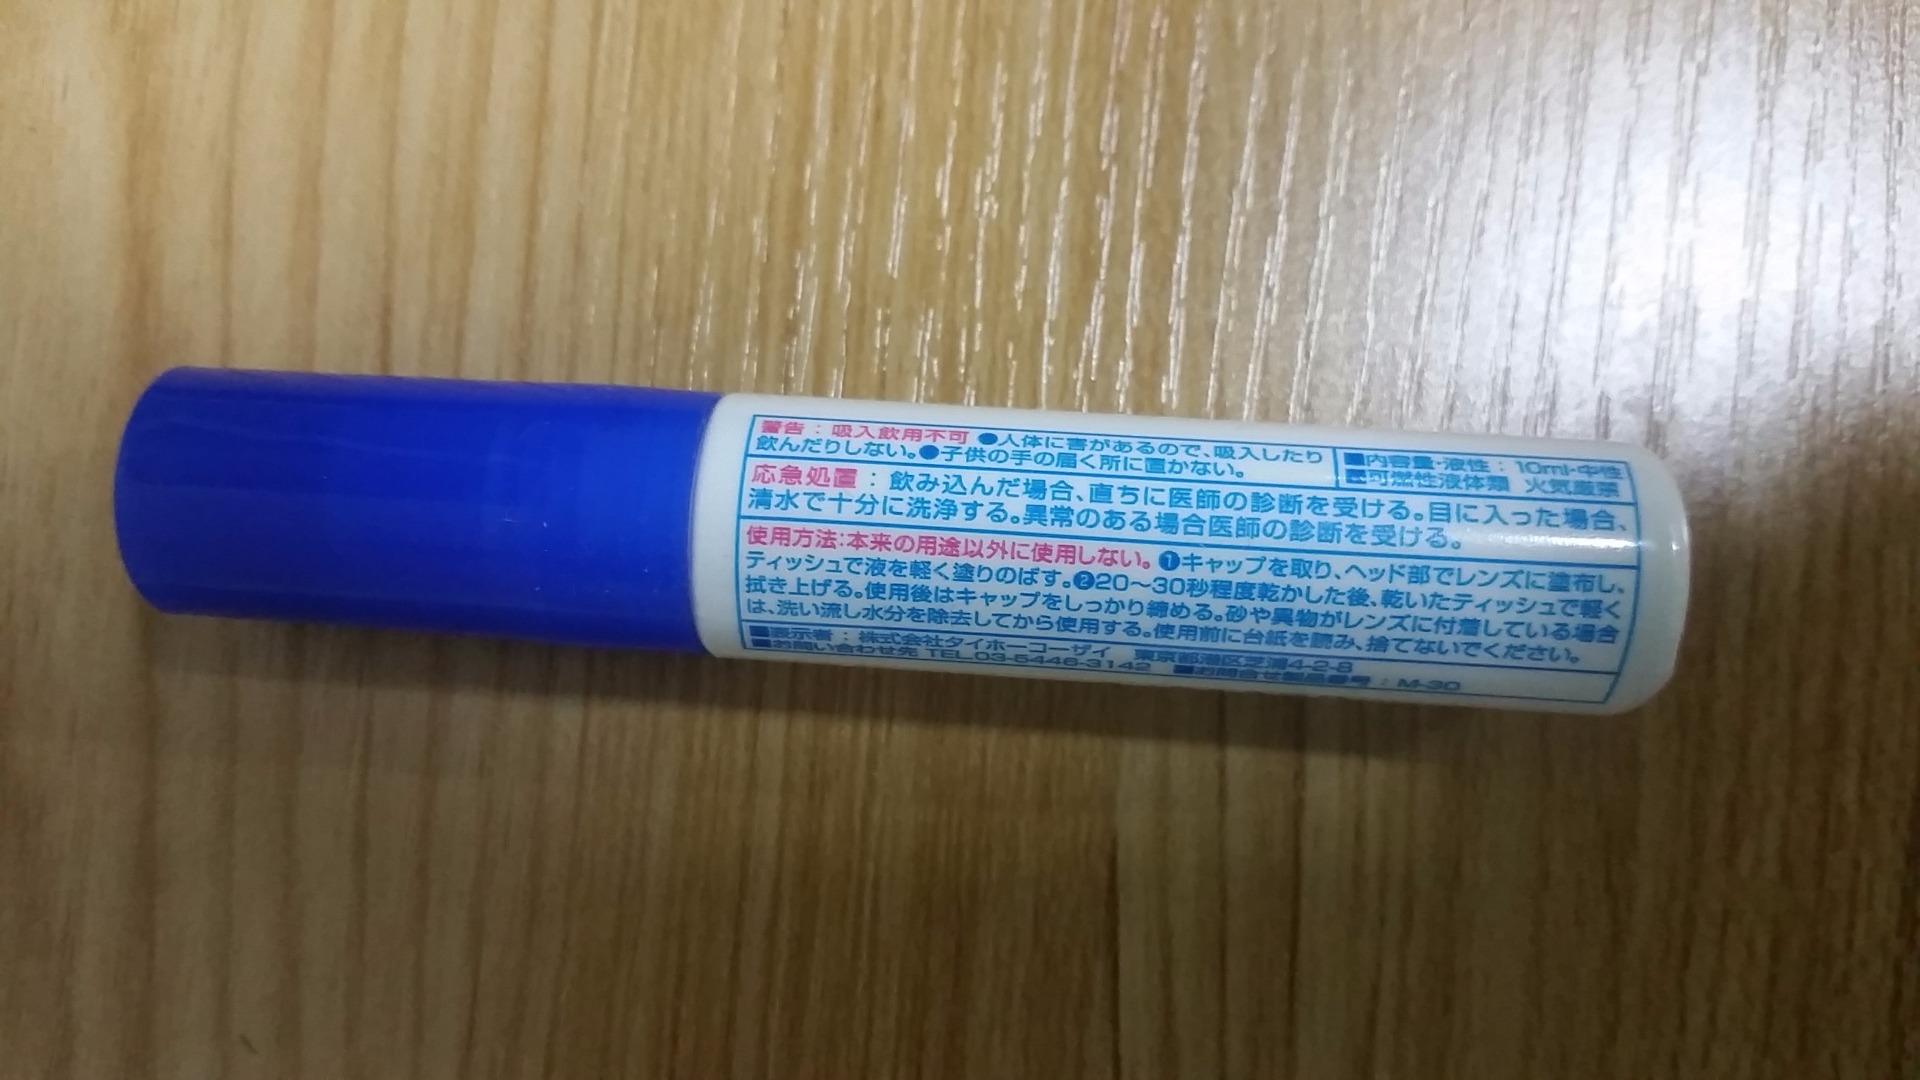 警告：吸入飲用不可 ●人体に害があるので、吸入したり
飲んだりしない。●子供の手の届く所に置かない。
■内容量・液性：10ml・中性
■可燃性液体類 火気厳禁
応急処置：飲み込んだ場合、直ちに医師の診断を受ける。目に入った場合、
清水で十分に洗浄する。異常のある場合医師の診断を受ける。
使用方法:本来の用途以外に使用しない。❶キャップを取り、ヘッド部でレンズに塗布し、
ティッシュで液を軽く塗りのばす。❷20～30秒程度乾かした後、乾いたティッシュで軽く
拭き上げる。使用後はキャップをしっかり締める。砂や異物がレンズに付着している場合
は、洗い流し水分を除去してから使用する。使用前に台紙を読み、捨てないでください。
■表示者：株式会社タイホーコーザイ 東京都港区芝浦4-2-8
■お問い合わせ先 TEL 03-5446-3142 ■お問合せ製品番号：M-30